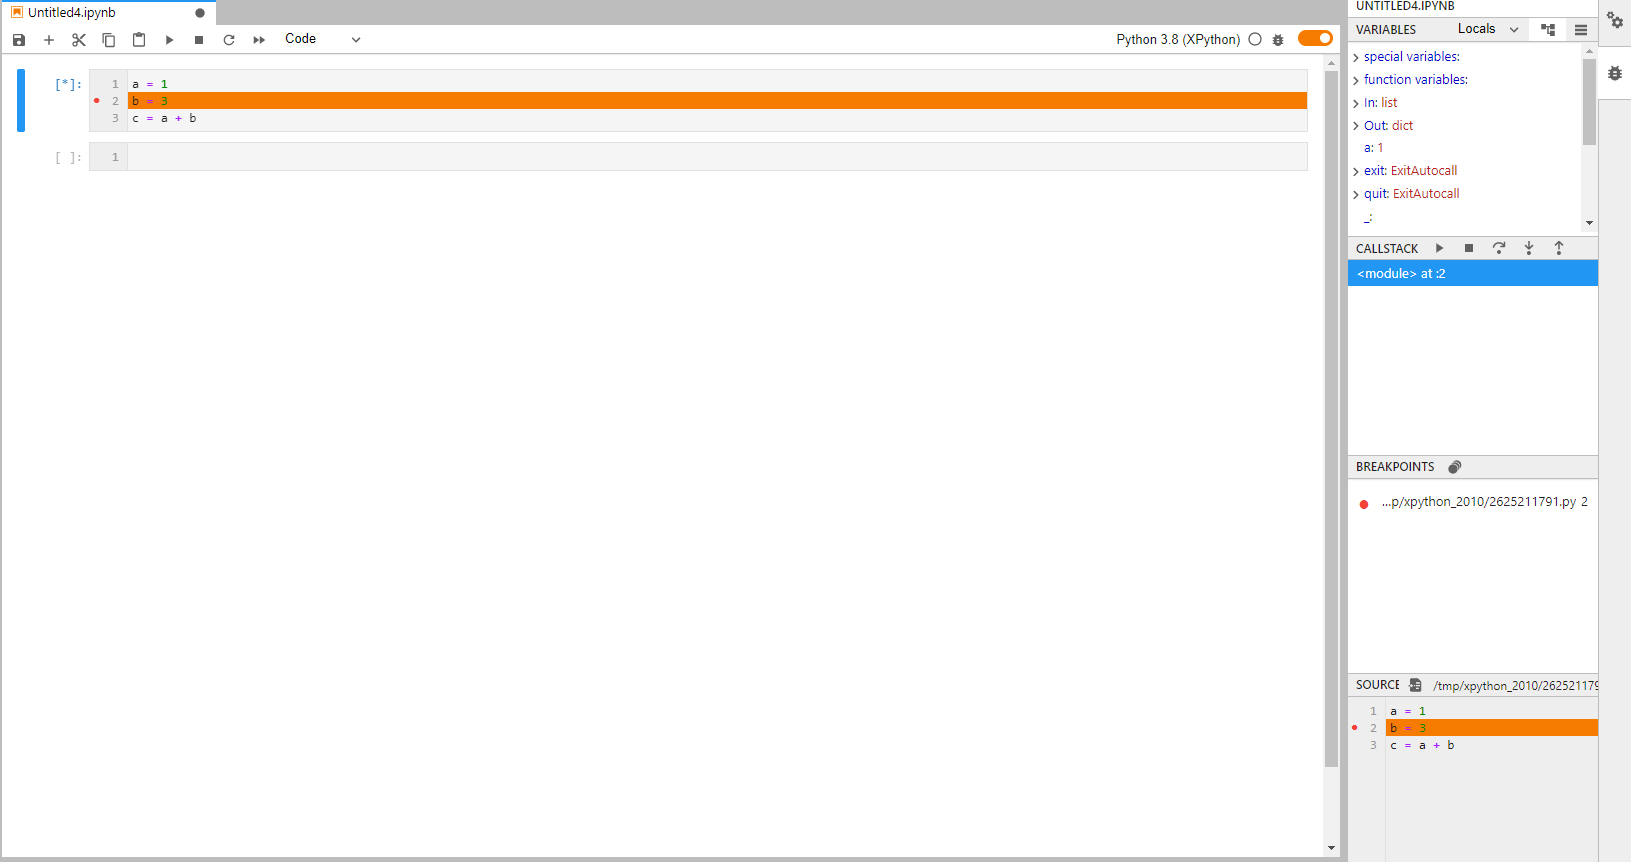 Untitled4.ipynb
Code
Python 3.8 (XPython)
[*]:
1 a = 1
2 b = 3
3 c = a + b
[ ]:
1
UNTITLED4.IPYNB
VARIABLES Locals
special variables:
function variables:
In: list
Out: dict
a: 1
exit: ExitAutocall
quit: ExitAutocall
_:
CALLSTACK
<module> at :2
BREAKPOINTS
...p/xpython_2010/2625211791.py 2
SOURCE /tmp/xpython_2010/262521179
1 a = 1
2 b = 3
3 c = a + b